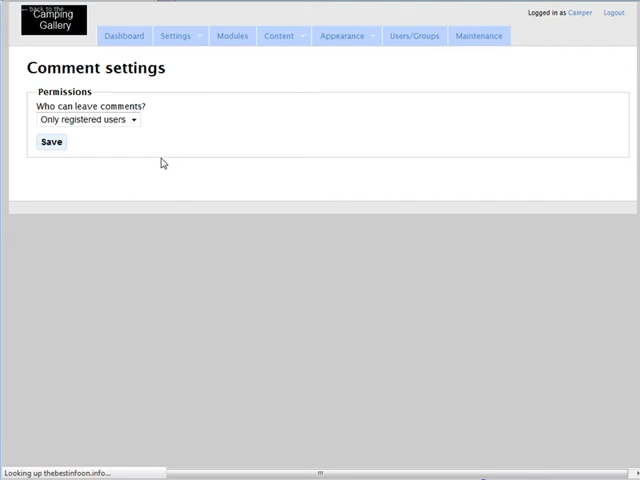 ← back to the
Camping
Gallery
Logged in as Camper Logout
Dashboard Settings Modules Content Appearance Users/Groups Maintenance
Comment settings
Permissions
Who can leave comments?
Only registered users
Save
Looking up thebestinfoon.info...